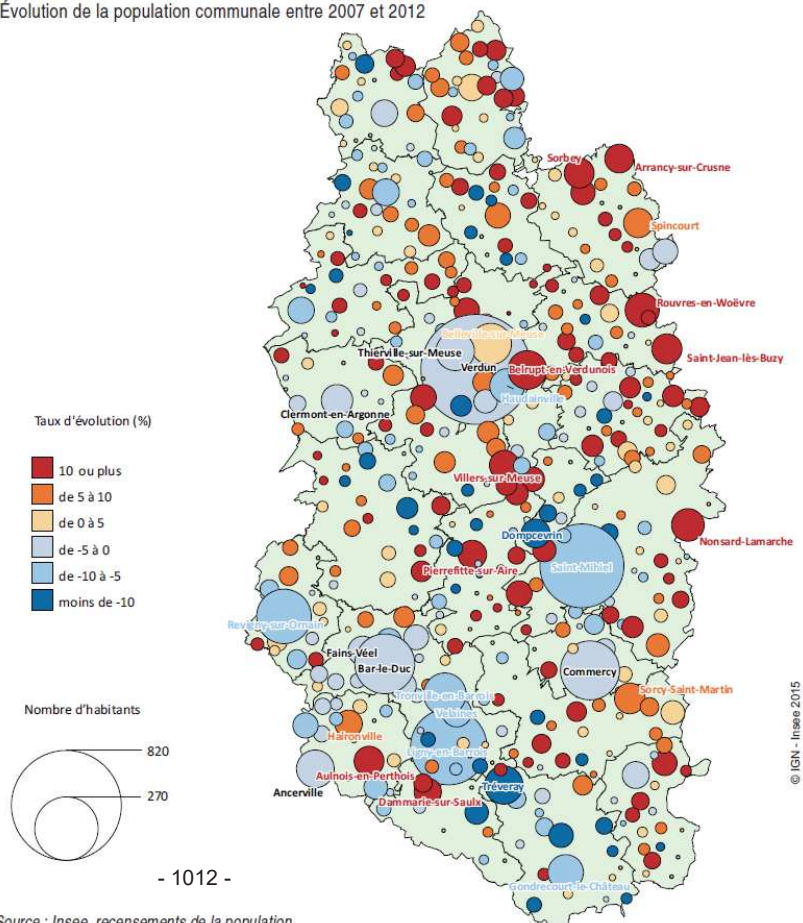 Évolution de la population communale entre 2007 et 2012
Sorbey
Arrancy-sur-Crusne
Spincourt
Rouvres-en-Woëvre
Belleville-sur-Meuse
Thierville-sur-Meuse
Saint-Jean-lès-Buzy
Verdun
Belrupt-en-Verdunois
Haudainville
Clermont-en-Argonne
Taux d'évolution (%)
10 ou plus
de 5 à 10
de 0 à 5
de -5 à 0
de -10 à -5
moins de -10
Villers-sur-Meuse
Dompcevrin
Nonsard-Lamarche
Pierrefitte-sur-Aire
Saint-Mihiel
Revigny-sur-Ornain
Fains-Véel
Bar-le-Duc
Commercy
Sorcy-Saint-Martin
Tronville-en-Barrois
Velaines
Nombre d'habitants
Haironville
Ligny-en-Barrois
820
Aulnois-en-Perthois
Tréveray
Ancerville
270
Dammarie-sur-Saulx
© IGN - Insee 2015
- 1012 -
Gondrecourt-le-Château
Source : Insee, recensements de la population